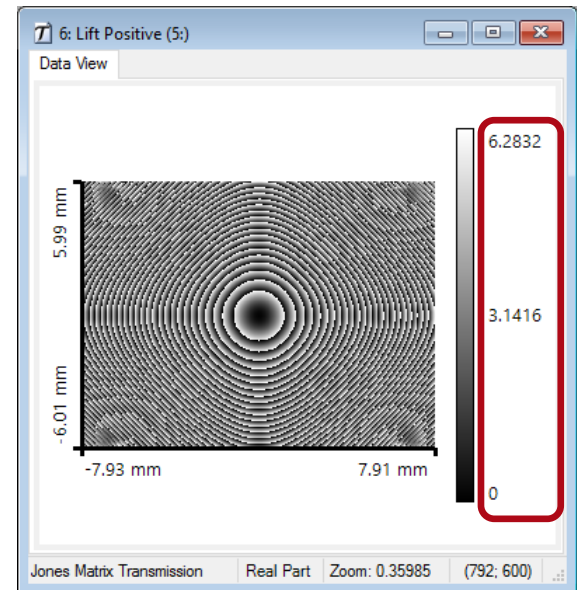 6: Lift Positive (5:)
Data View
6.2832
5.99 mm
3.1416
-6.01 mm
0
-7.93 mm 7.91 mm
Jones Matrix Transmission Real Part Zoom: 0.35985 (792; 600)